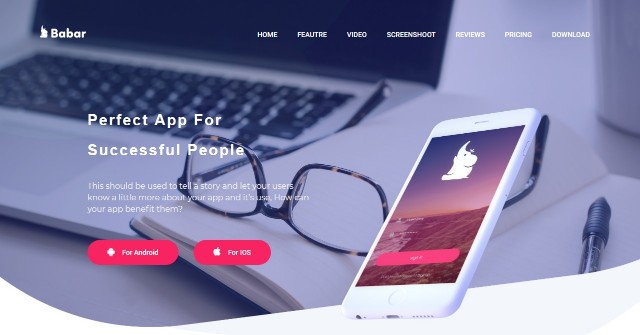 Babar
HOME FEAUTRE VIDEO SCREENSHOOT REVIEWS PRICING DOWNLOAD
Perfect App For
Successful People
This should be used to tell a story and let your users
know a little more about your app and it's use. How can
your app benefit them?
For Android For IOS